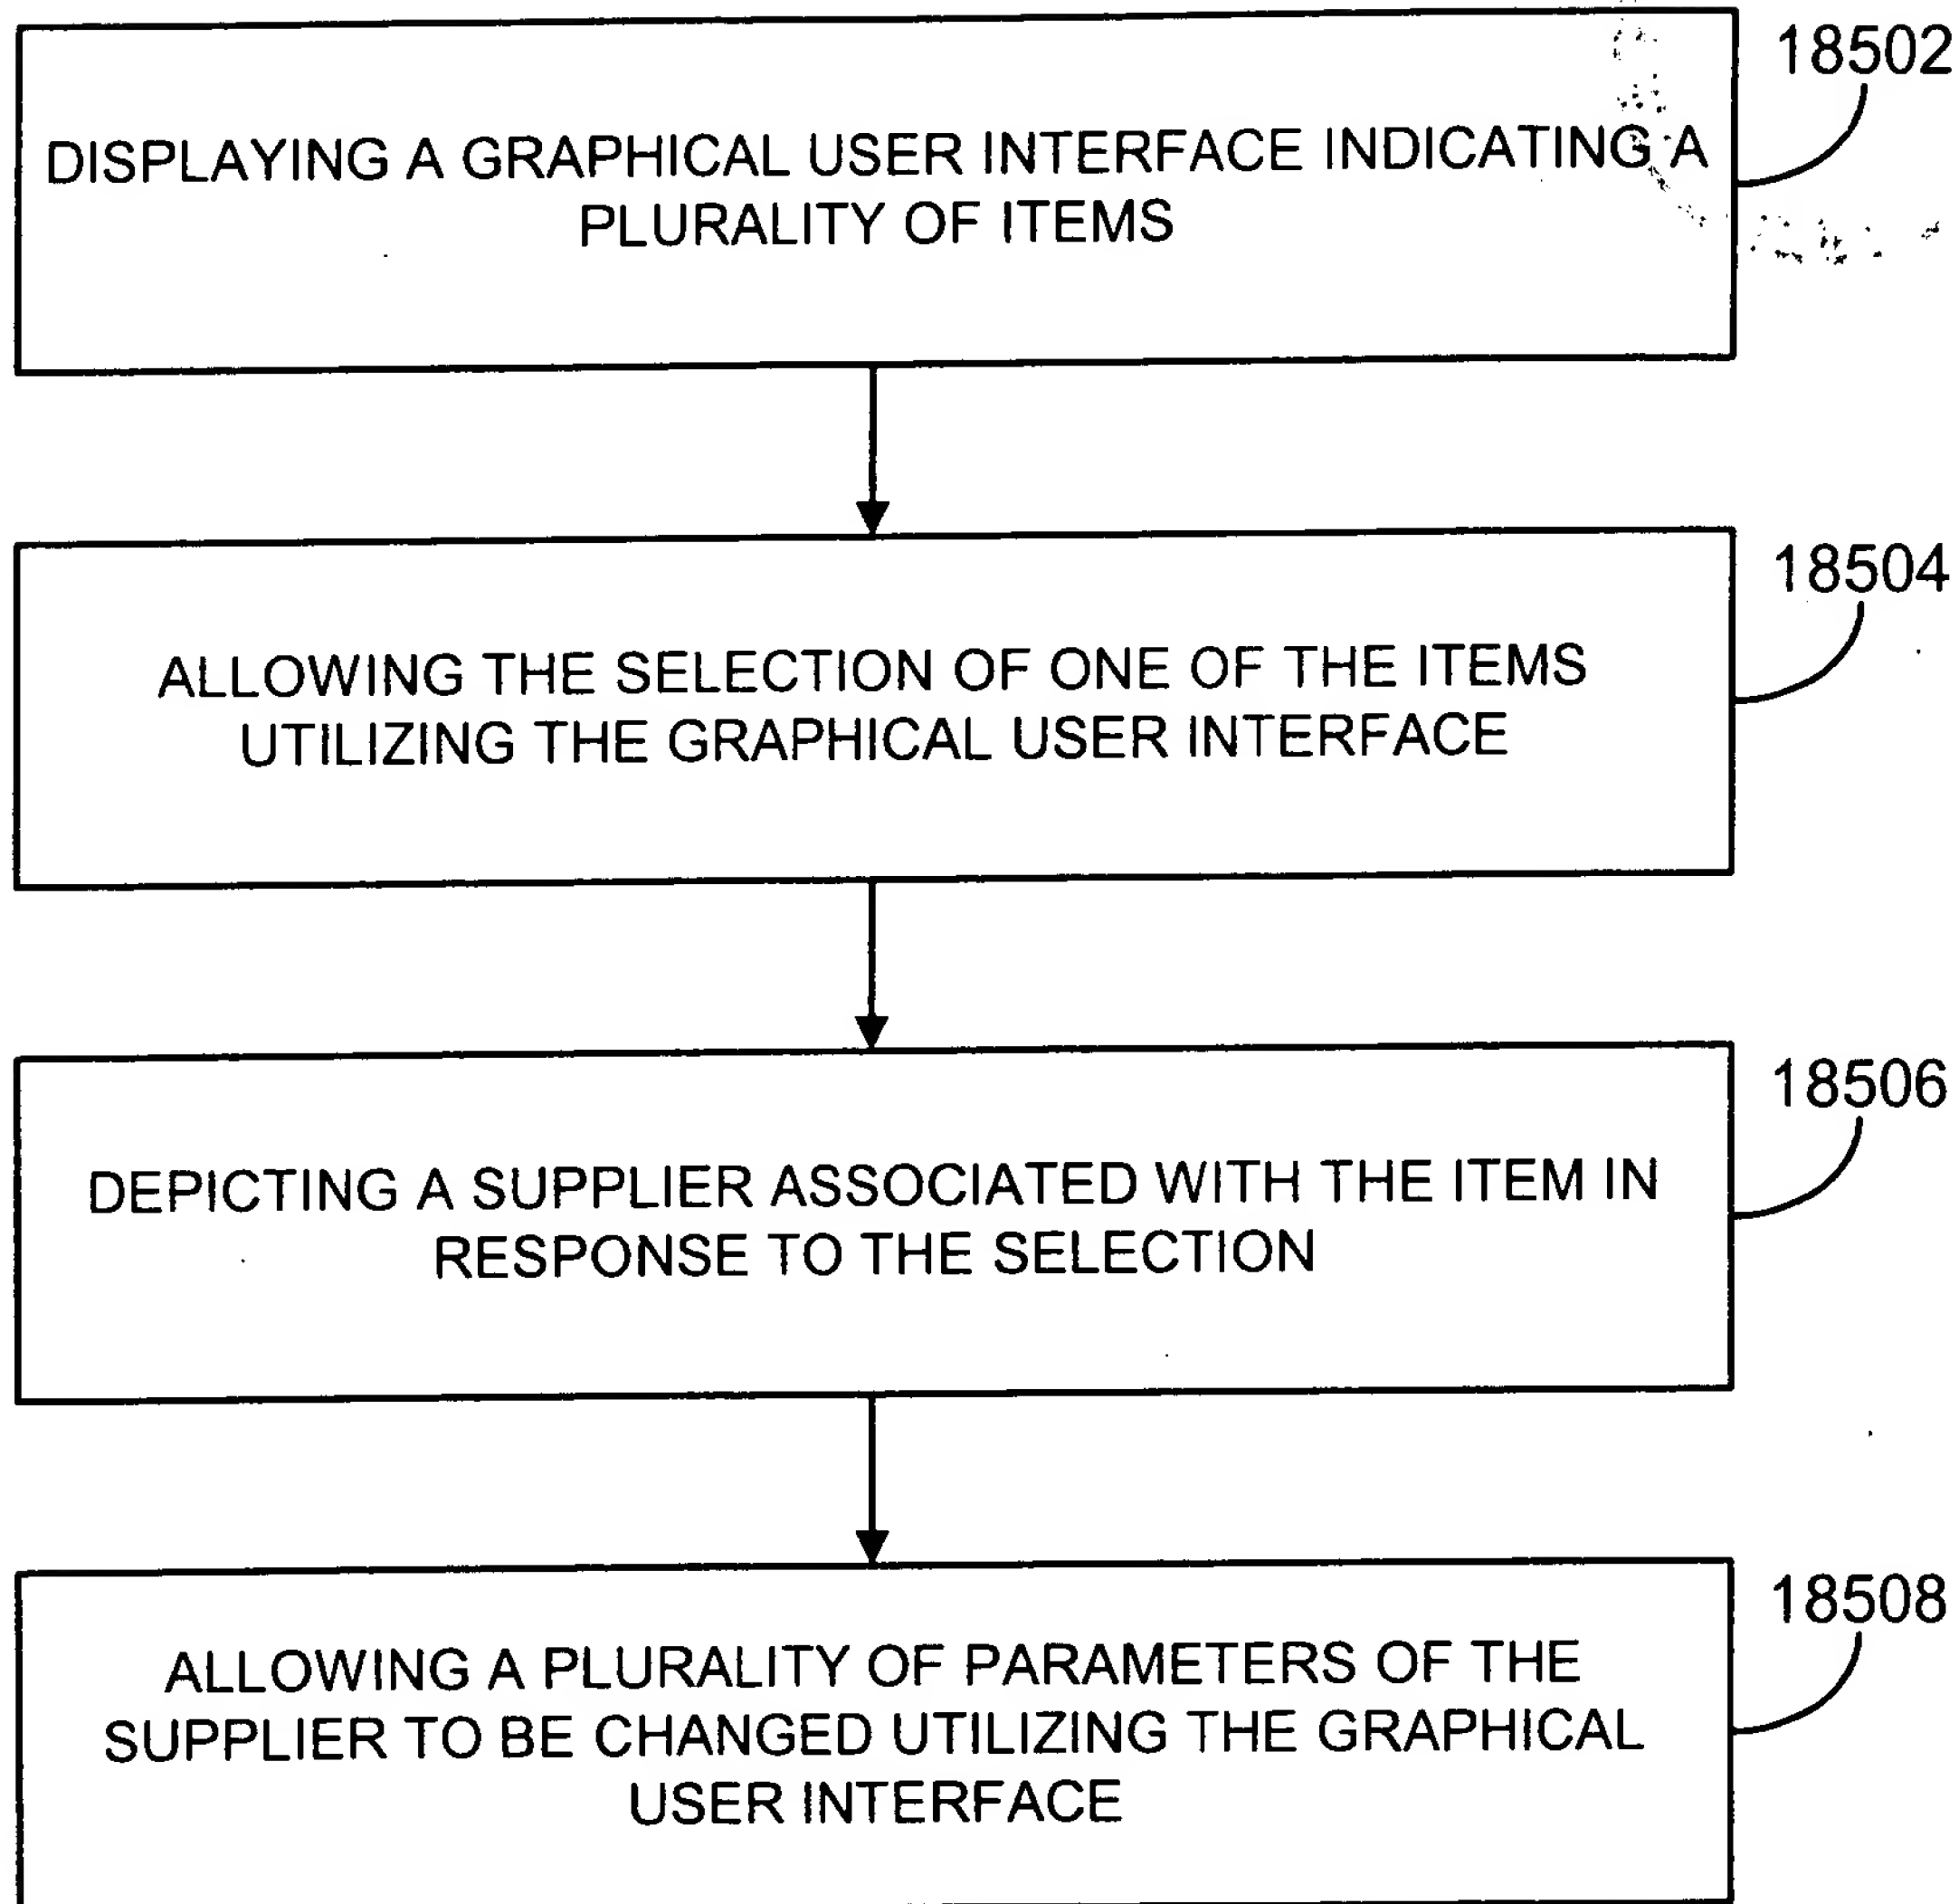 18502
DISPLAYING A GRAPHICAL USER INTERFACE INDICATING A
PLURALITY OF ITEMS
18504
ALLOWING THE SELECTION OF ONE OF THE ITEMS
UTILIZING THE GRAPHICAL USER INTERFACE
18506
DEPICTING A SUPPLIER ASSOCIATED WITH THE ITEM IN
RESPONSE TO THE SELECTION
18508
ALLOWING A PLURALITY OF PARAMETERS OF THE
SUPPLIER TO BE CHANGED UTILIZING THE GRAPHICAL
USER INTERFACE